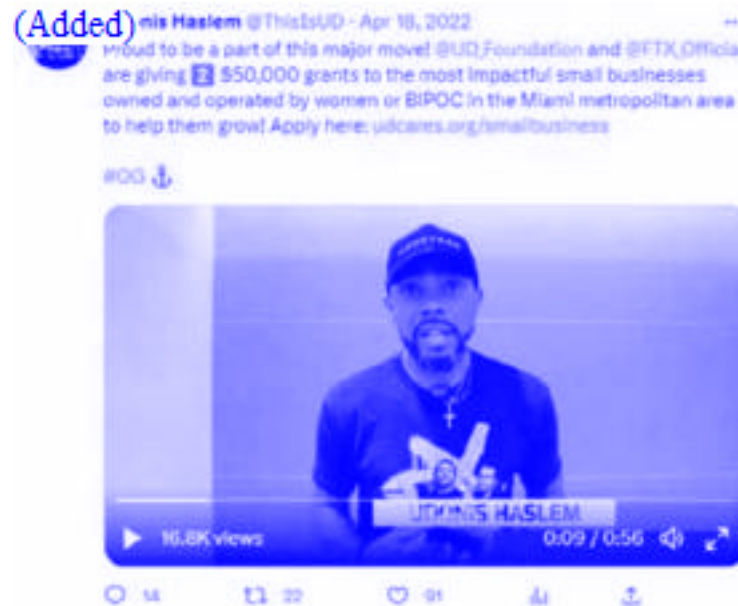 (Added)
nis Haslem @ThisIsUD · Apr 18, 2022
Proud to be a part of this major move! @UD_Foundation and @FTX_Official
are giving 2 $50,000 grants to the most impactful small businesses
owned and operated by women or BIPOC in the Miami metropolitan area
to help them grow! Apply here: udcares.org/smallbusiness
#OG
UDONIS HASLEM
16.8K views 0:09 / 0:56
14 22 91